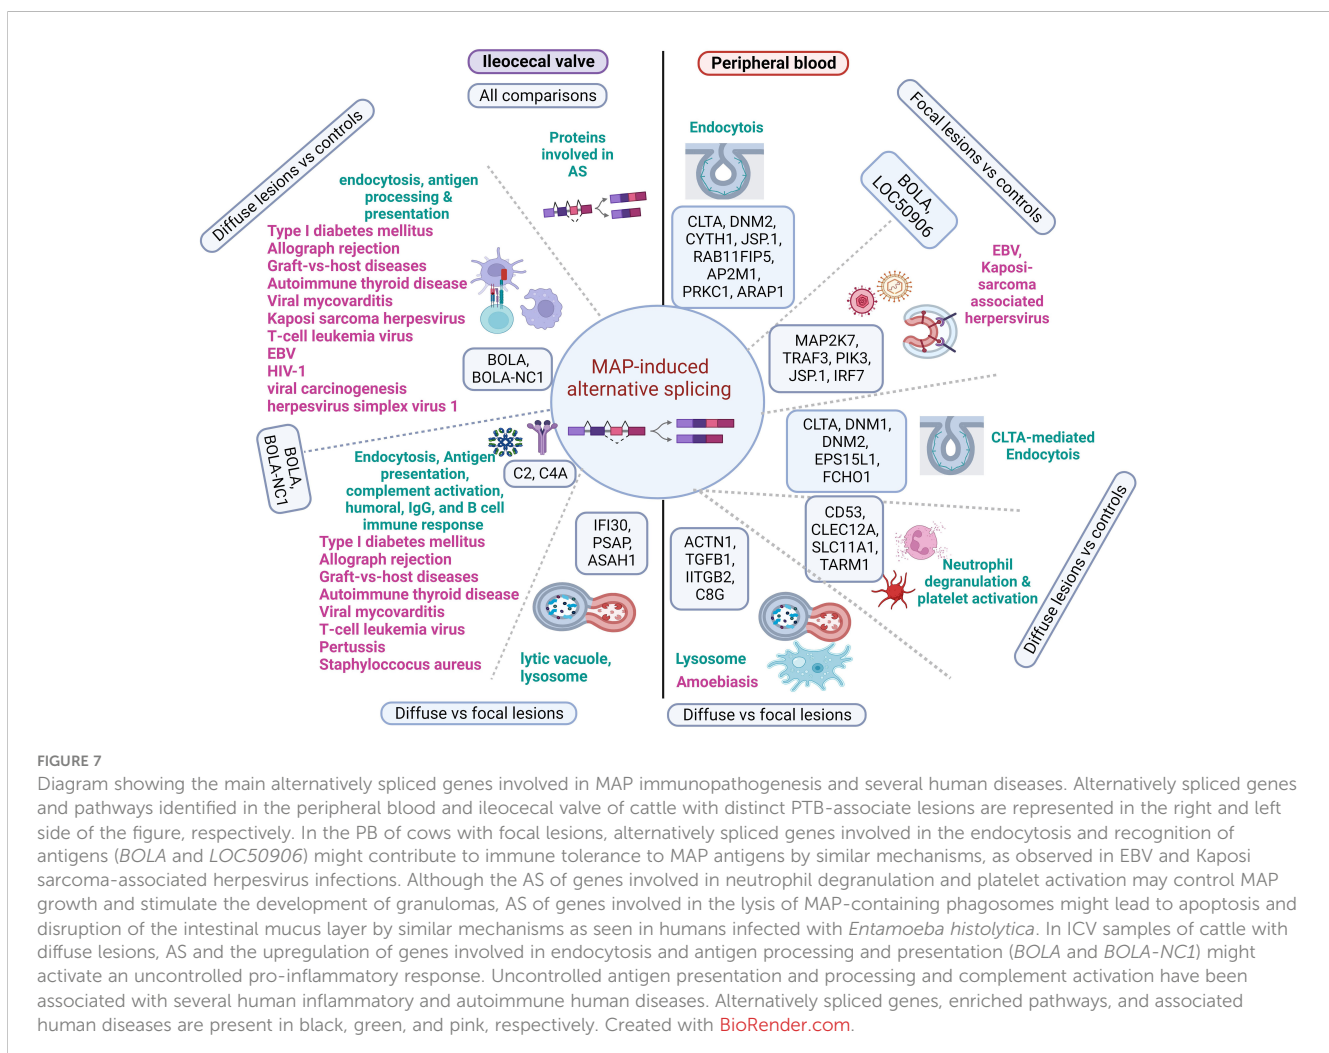 Ileocecal valve
All comparisons
Peripheral blood
Diffuse lesions vs controls
Focal lesions vs controls
Proteins
involved in
AS
Endocytois
CLTA, DNM2,
CYTH1, JSP.1,
RAB11FIP5,
AP2M1,
PRKC1, ARAP1
BOLA,
LOC50906
EBV,
Kaposi-
sarcoma
associated
herpersvirus
MAP2K7,
TRAF3, PIK3,
JSP.1, IRF7
endocytosis, antigen
processing &
presentation
Type I diabetes mellitus
Allograph rejection
Graft-vs-host diseases
Autoimmune thyroid disease
Viral mycovarditis
Kaposi sarcoma herpesvirus
T-cell leukemia virus
EBV
HIV-1
viral carcinogenesis
herpesvirus simplex virus 1
BOLA,
BOLA-NC1
MAP-induced
alternative splicing
BOLA,
BOLA-NC1
C2, C4A
Endocytosis, Antigen
presentation,
complement activation,
humoral, IgG, and B cell
immune response
Type I diabetes mellitus
Allograph rejection
Graft-vs-host diseases
Autoimmune thyroid disease
Viral mycovarditis
T-cell leukemia virus
Pertussis
Staphyloccocus aureus
IFI30,
PSAP,
ASAH1
lytic vacuole,
lysosome
Diffuse vs focal lesions
CLTA, DNM1,
DNM2,
EPS15L1,
FCHO1
CLTA-mediated
Endocytois
CD53,
CLEC12A,
SLC11A1,
TARM1
Neutrophil
degranulation &
platelet activation
Diffuse lesions vs controls
ACTN1,
TGFB1,
IITGB2,
C8G
Lysosome
Amoebiasis
Diffuse vs focal lesions
FIGURE 7
Diagram showing the main alternatively spliced genes involved in MAP immunopathogenesis and several human diseases. Alternatively spliced genes
and pathways identified in the peripheral blood and ileocecal valve of cattle with distinct PTB-associate lesions are represented in the right and left
side of the figure, respectively. In the PB of cows with focal lesions, alternatively spliced genes involved in the endocytosis and recognition of
antigens (BOLA and LOC50906) might contribute to immune tolerance to MAP antigens by similar mechanisms, as observed in EBV and Kaposi
sarcoma-associated herpesvirus infections. Although the AS of genes involved in neutrophil degranulation and platelet activation may control MAP
growth and stimulate the development of granulomas, AS of genes involved in the lysis of MAP-containing phagosomes might lead to apoptosis and
disruption of the intestinal mucus layer by similar mechanisms as seen in humans infected with Entamoeba histolytica. In ICV samples of cattle with
diffuse lesions, AS and the upregulation of genes involved in endocytosis and antigen processing and presentation (BOLA and BOLA-NC1) might
activate an uncontrolled pro-inflammatory response. Uncontrolled antigen presentation and processing and complement activation have been
associated with several human inflammatory and autoimmune human diseases. Alternatively spliced genes, enriched pathways, and associated
human diseases are present in black, green, and pink, respectively. Created with BioRender.com.